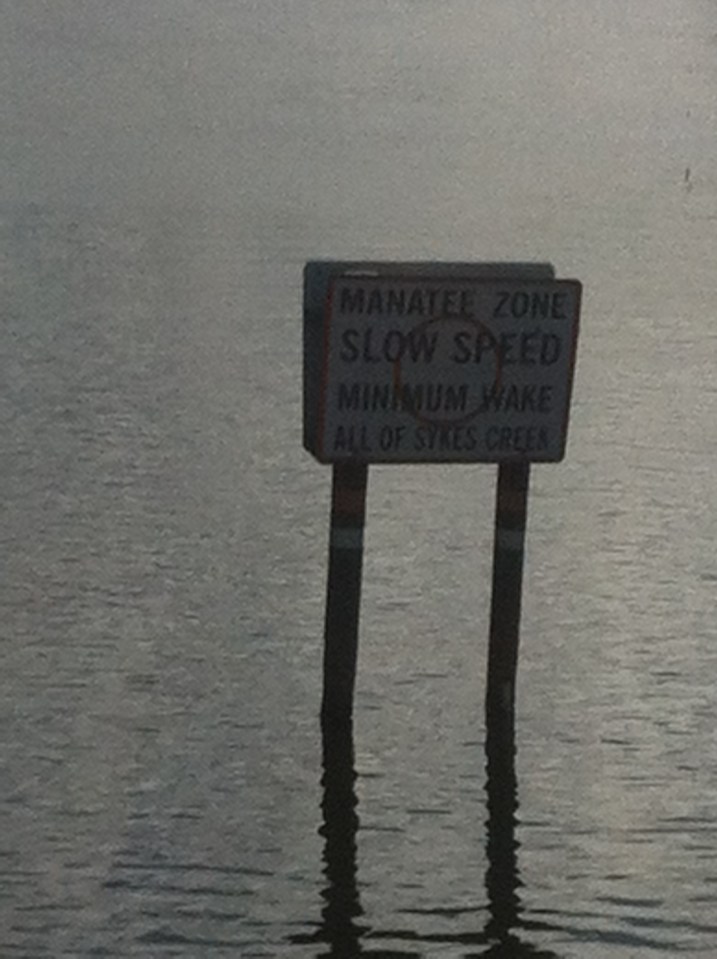 MANATEE ZONE
SLOW SPEED
MINIMUM WAKE
ALL OF SYKES CREEK